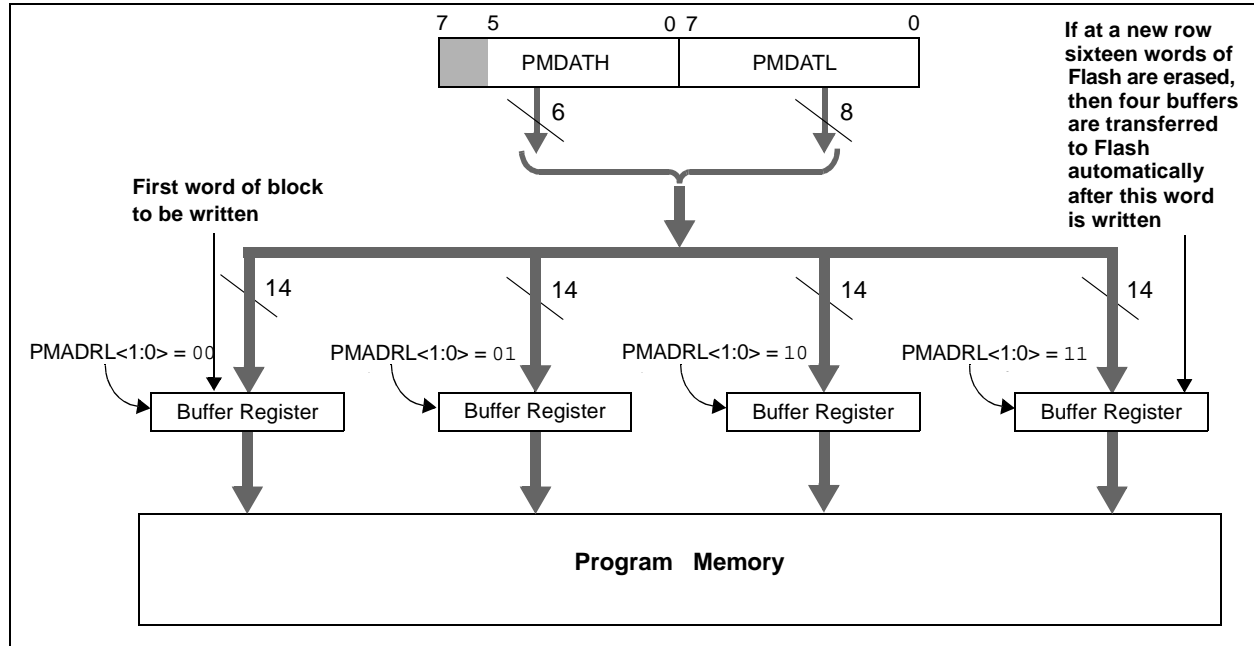 7 5 0 7 0
PMDATH PMDATL
6 8
If at a new row
sixteen words of
Flash are erased,
then four buffers
are transferred
to Flash
automatically
after this word
is written
First word of block
to be written
14 14 14 14
PMADRL<1:0> = 00 PMADRL<1:0> = 01 PMADRL<1:0> = 10 PMADRL<1:0> = 11
Buffer Register Buffer Register Buffer Register Buffer Register
Program Memory